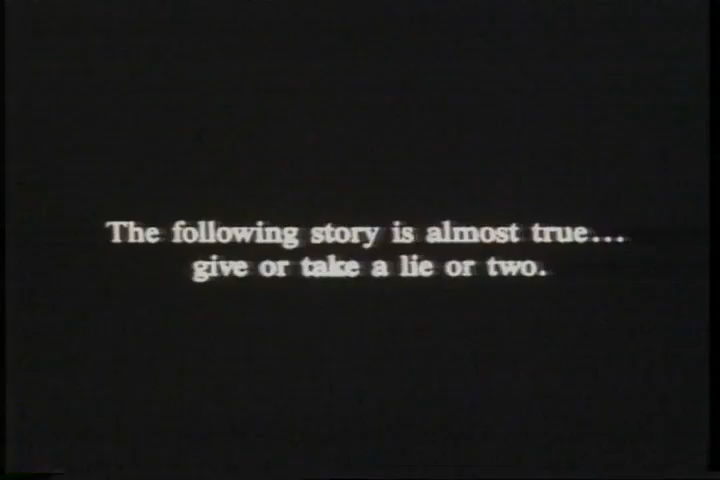 The following story is almost true...
give or take a lie or two.